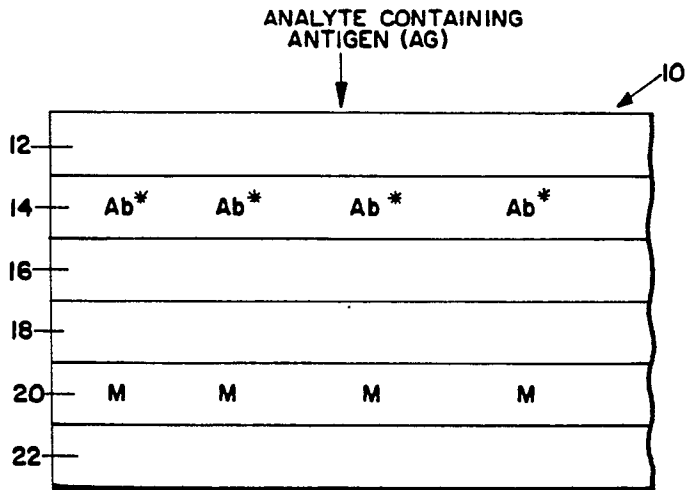 ANALYTE CONTAINING
ANTIGEN (AG)
10
12
14 Ab* Ab* Ab* Ab*
16
18
20 M M M M
22